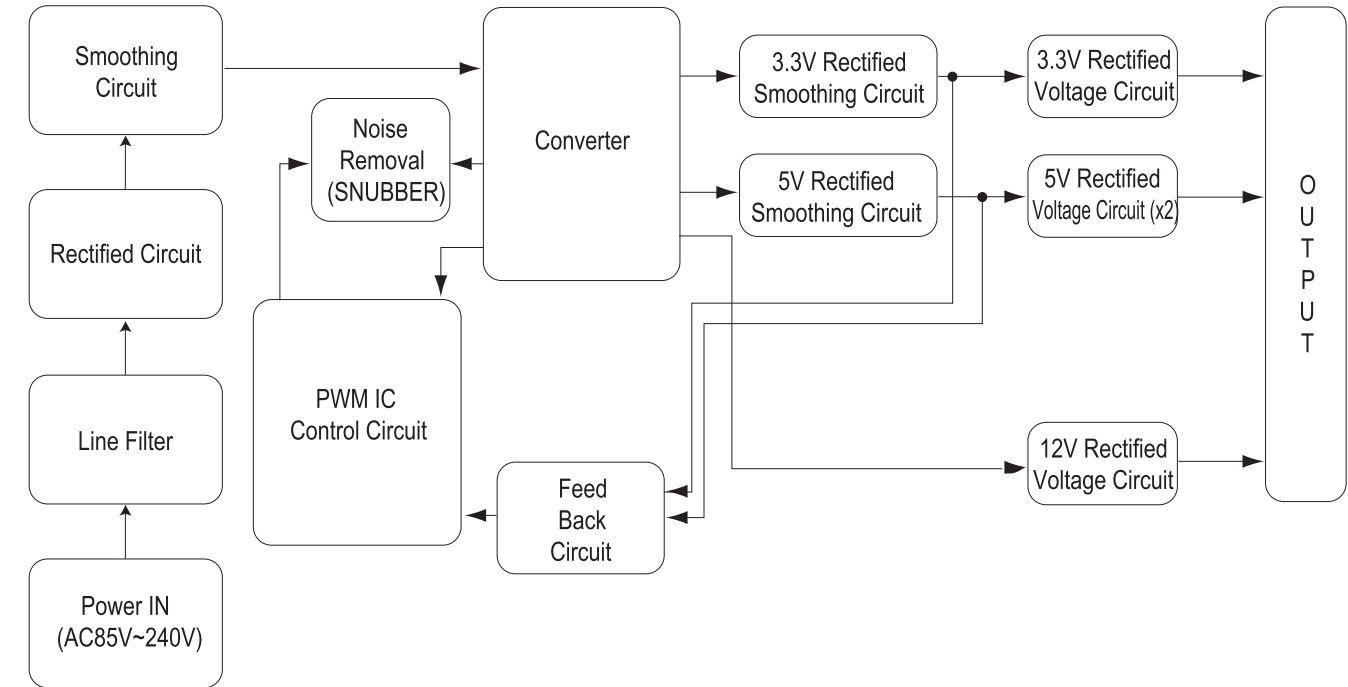 Smoothing
Circuit
Rectified Circuit
Line Filter
Power IN
(AC85V~240V)
Noise
Removal
(SNUBBER)
PWM IC
Control Circuit
Converter
Feed
Back
Circuit
3.3V Rectified
Smoothing Circuit
5V Rectified
Smoothing Circuit
3.3V Rectified
Voltage Circuit
5V Rectified
Voltage Circuit (x2)
12V Rectified
Voltage Circuit
O
U
T
P
U
T